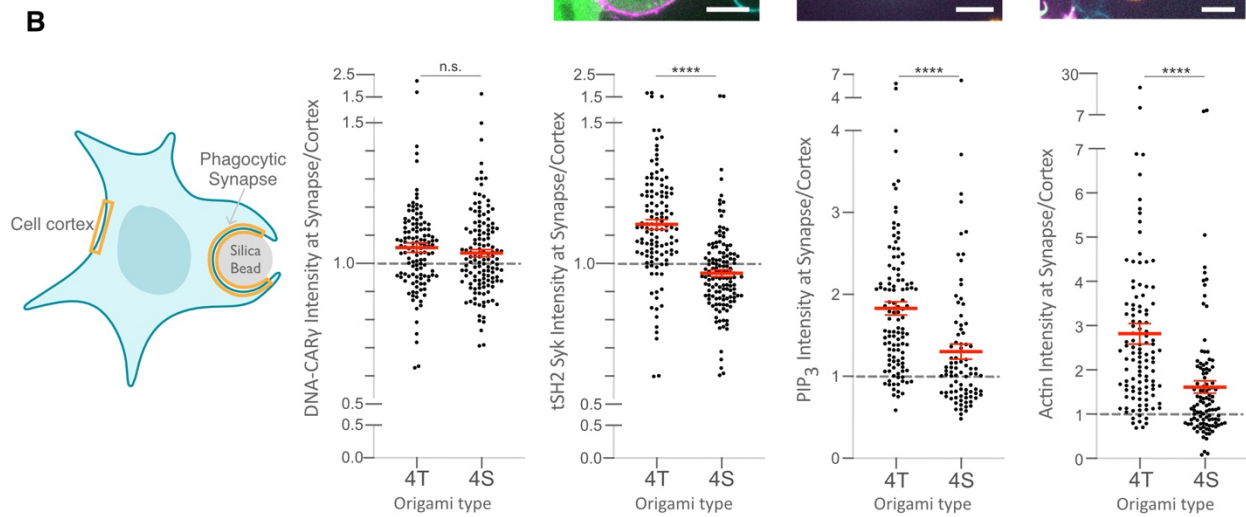 B
Phagocytic
Synapse
Cell cortex
Silica
Bead
DNA-CARγ Intensity at Synapse/Cortex
2.5
1.5
1.5
1.0
0.5
0.5
0.0
n.s.
4T
4S
Origami type
tSH2 Syk Intensity at Synapse/Cortex
2.5
1.5
1.5
1.0
0.5
0.5
0.0
****
4T
4S
Origami type
PIP3 Intensity at Synapse/Cortex
7
4
4
3
2
1
0
****
4T
4S
Origami type
Actin Intensity at Synapse/Cortex
30
7
7
6
5
4
3
2
1
0
****
4T
4S
Origami type